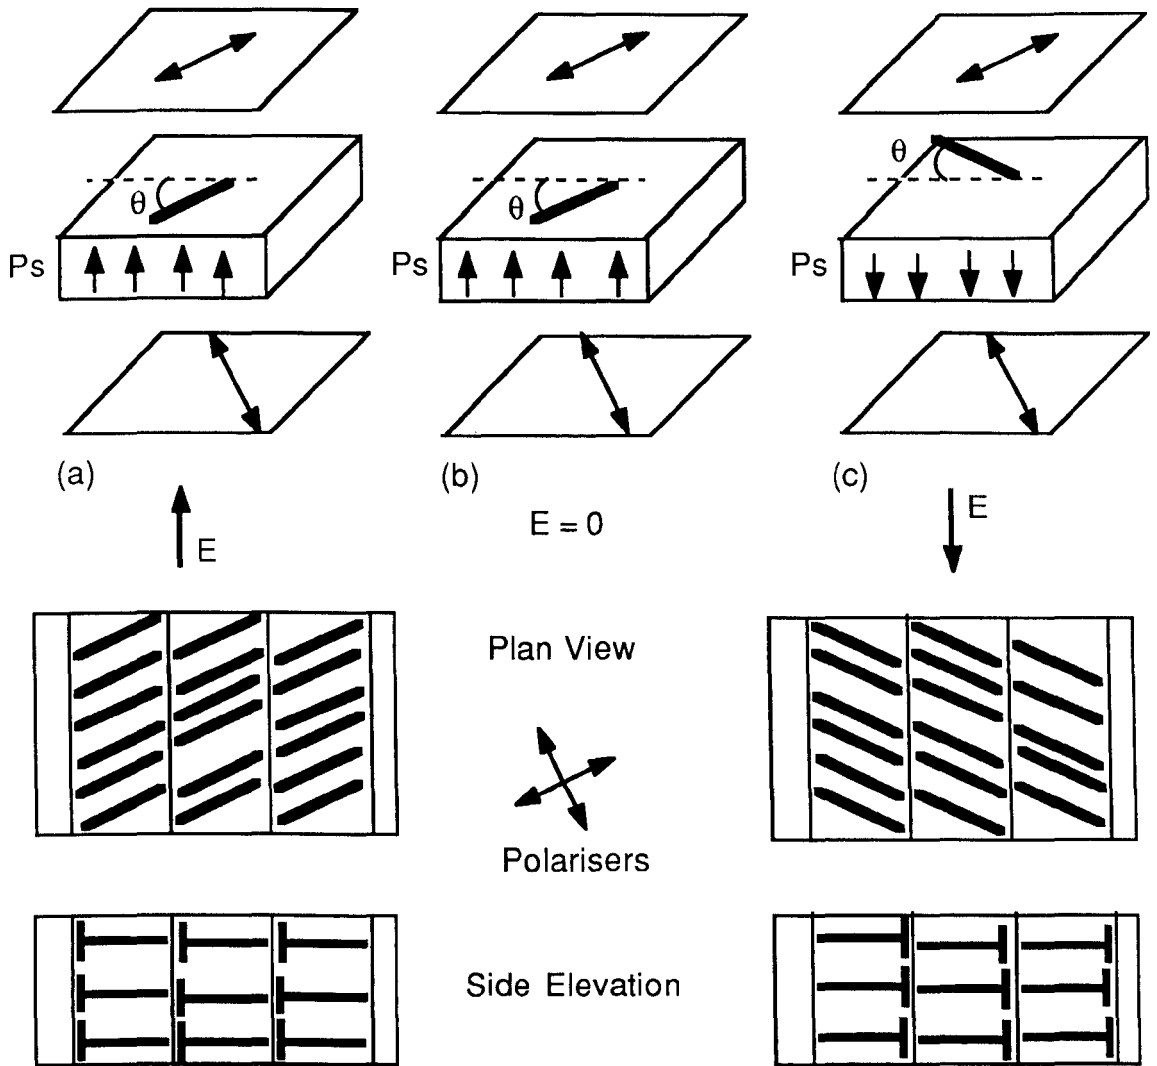 θ θ θ
Ps Ps Ps
(a) (b) (c)
E E = 0 E
Plan View
Polarisers
Side Elevation